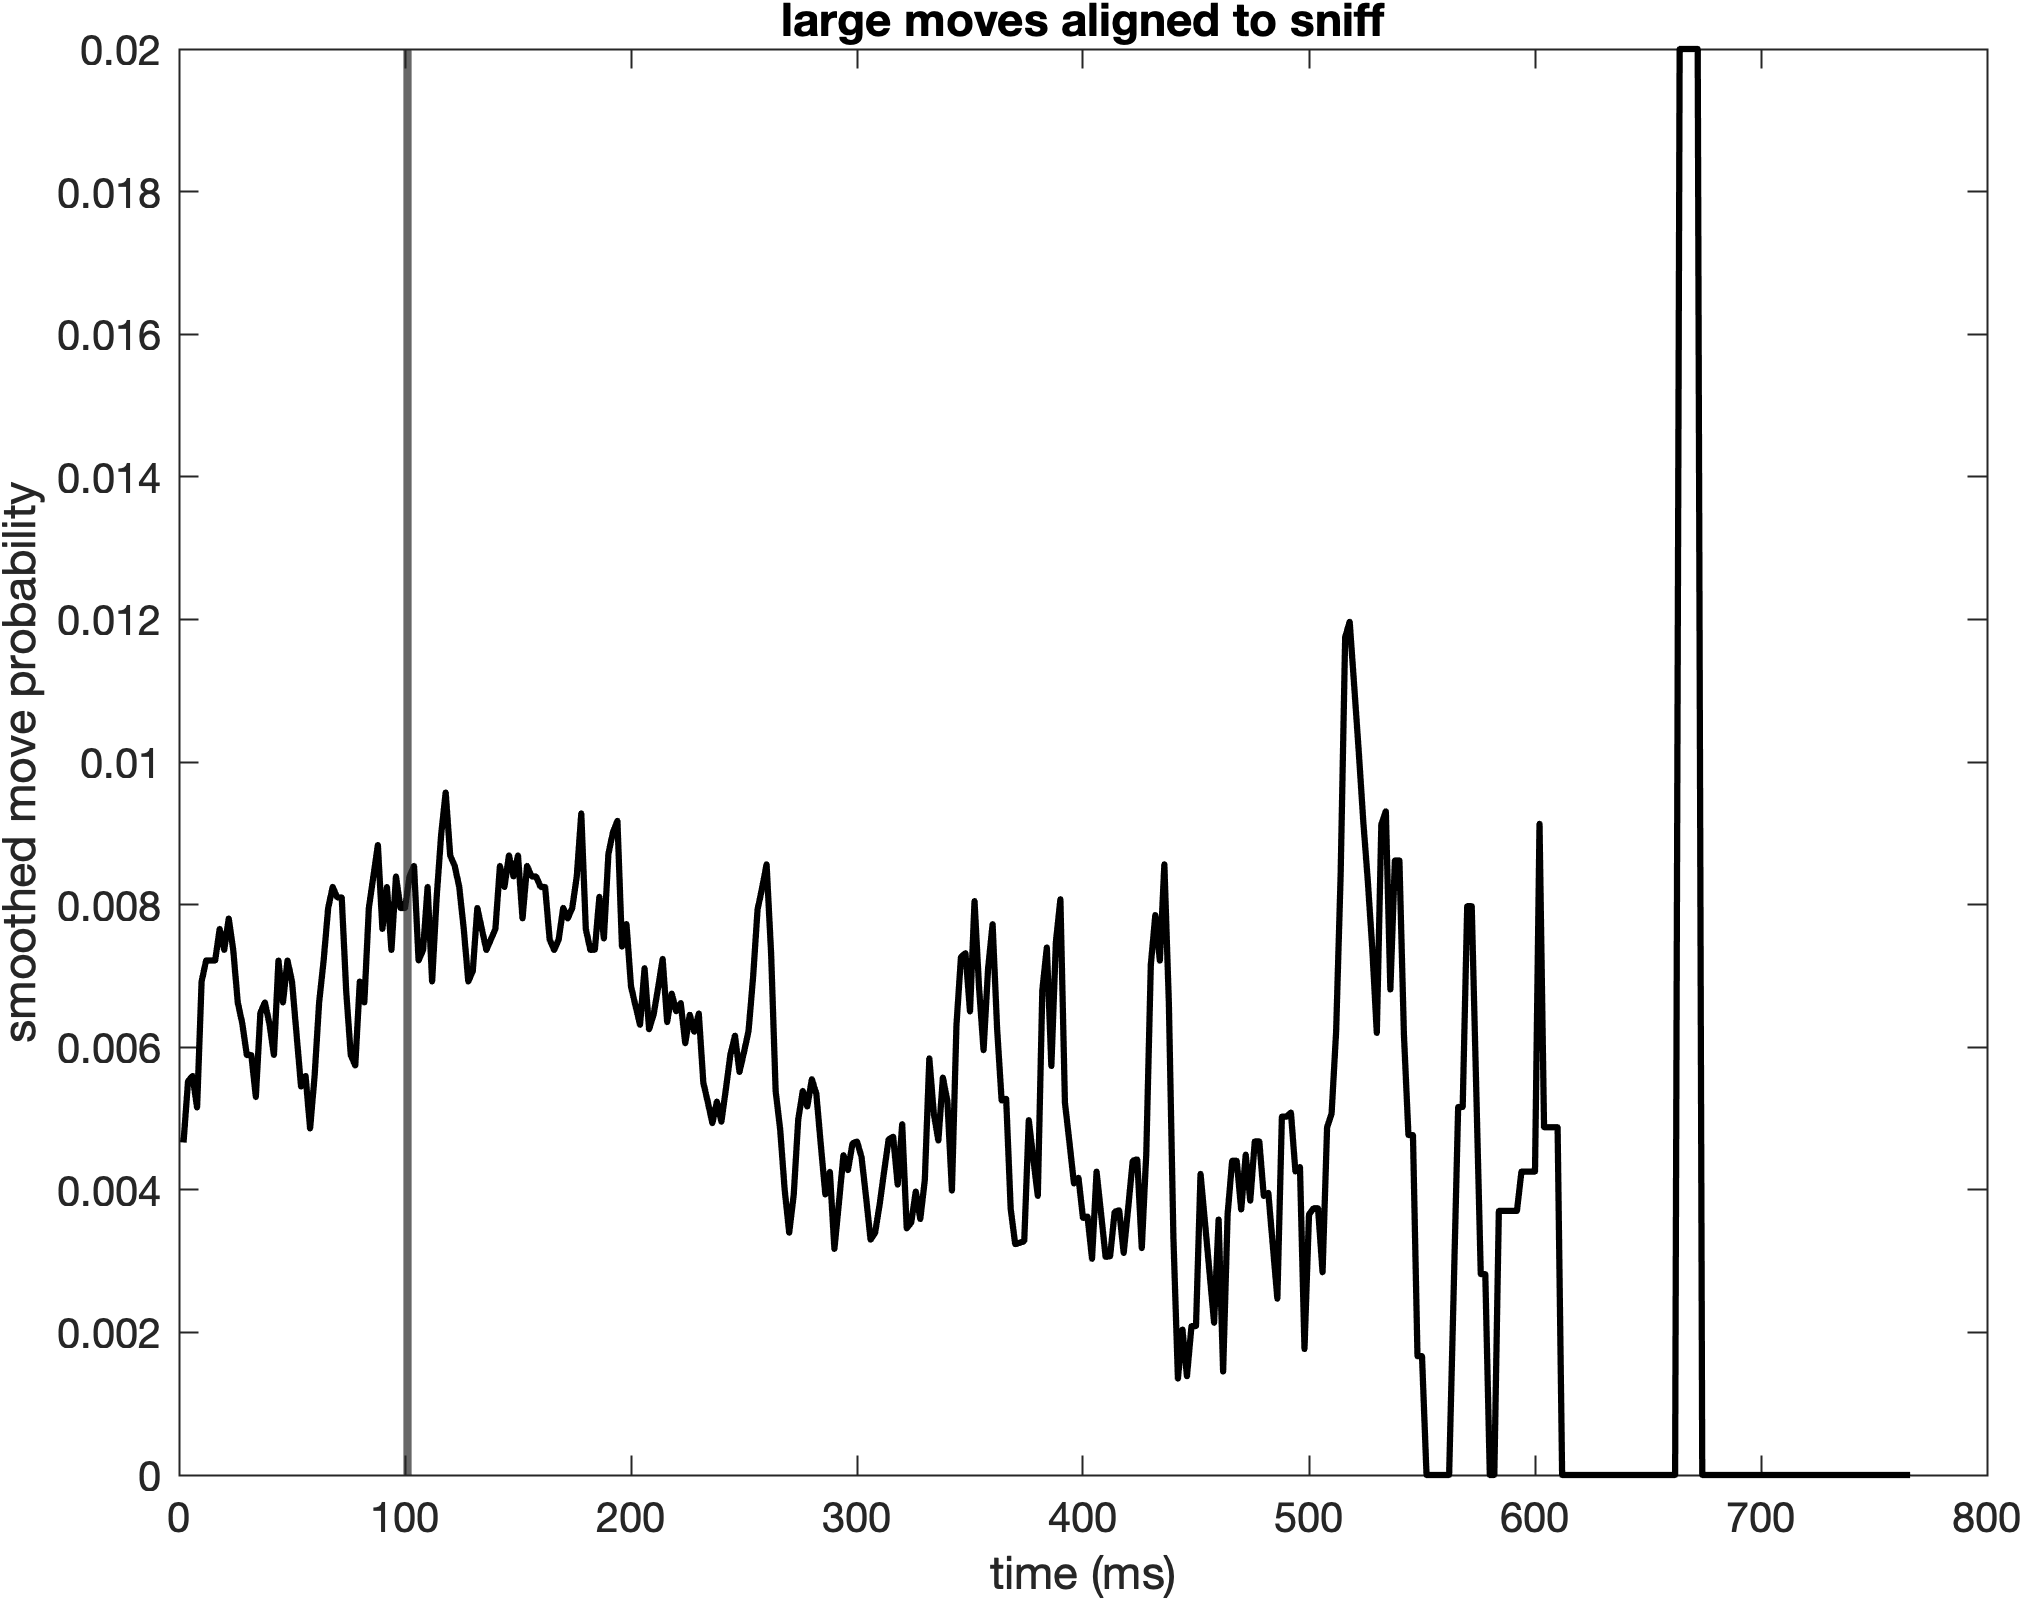 large moves aligned to sniff
smoothed move probability
0.02
0.018
0.016
0.014
0.012
0.01
0.008
0.006
0.004
0.002
0
0 100 200 300 400 500 600 700 800
time (ms)